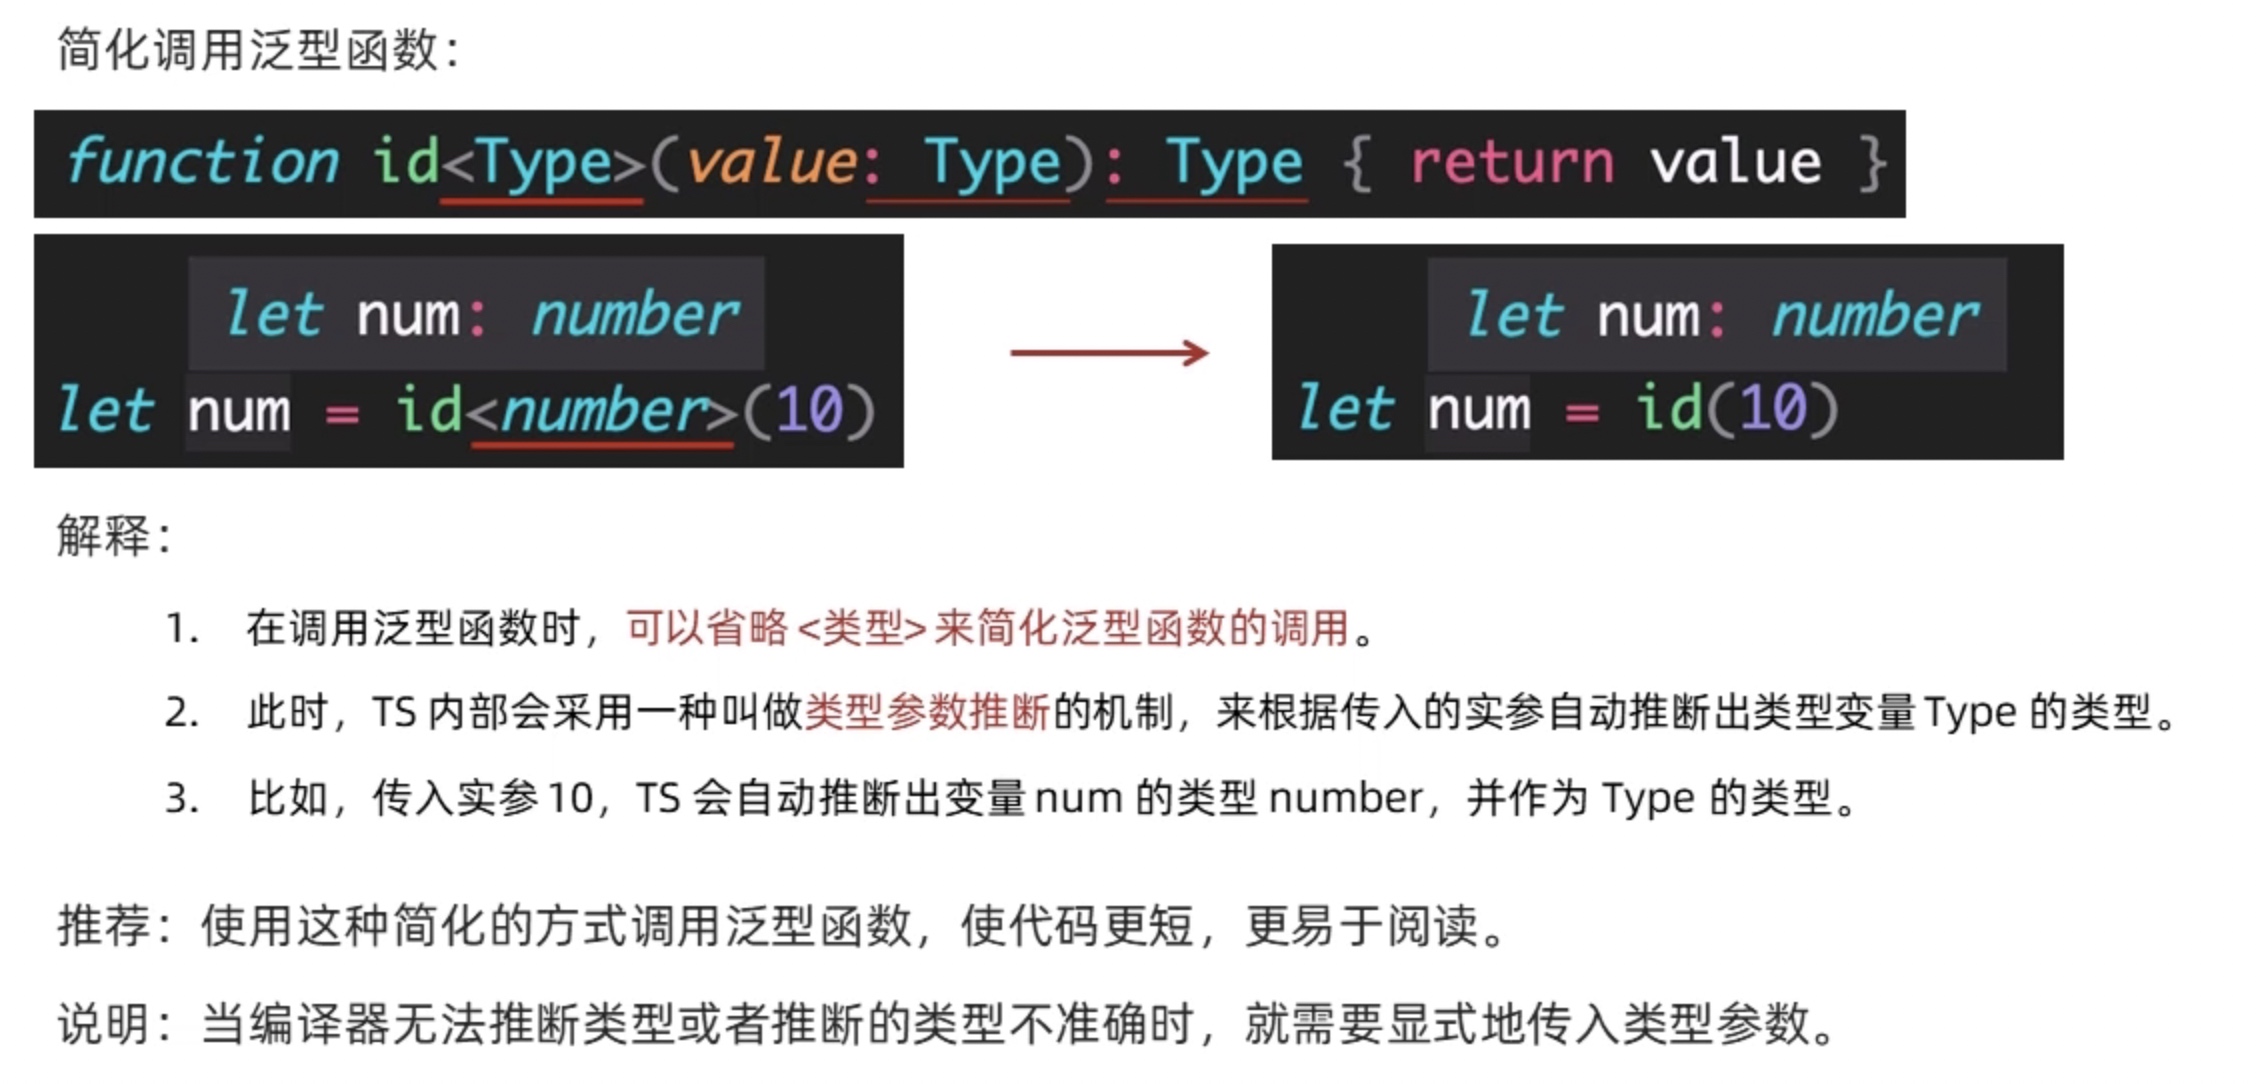 简化调用泛型函数：
function id<Type>(value: Type): Type { return value }
let num: number
let num = id<number>(10)
let num: number
let num = id(10)
解释：
1. 在调用泛型函数时，可以省略<类型>来简化泛型函数的调用。
2. 此时，TS 内部会采用一种叫做类型参数推断的机制，来根据传入的实参自动推断出类型变量Type 的类型。
3. 比如，传入实参10，TS 会自动推断出变量num 的类型 number，并作为 Type 的类型。
推荐：使用这种简化的方式调用泛型函数，使代码更短，更易于阅读。
说明：当编译器无法推断类型或者推断的类型不准确时，就需要显式地传入类型参数。